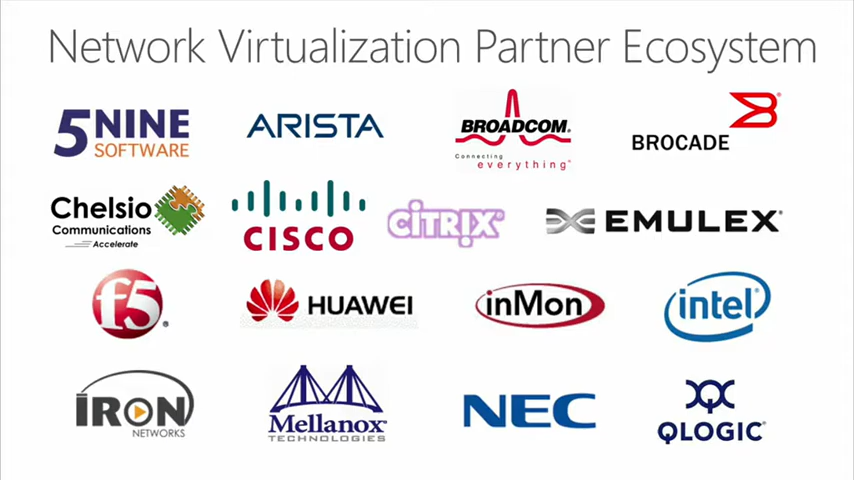 Network Virtualization Partner Ecosystem
5NINE SOFTWARE
ARISTA
BROADCOM®
Connecting
everything®
BROCADE
Chelsio
Communications
Accelerate
CISCO
CiTRIX®
EMULEX®
f5®
HUAWEI
inMon
intel®
IRON
NETWORKS
Mellanox
TECHNOLOGIES
NEC
QLOGIC®